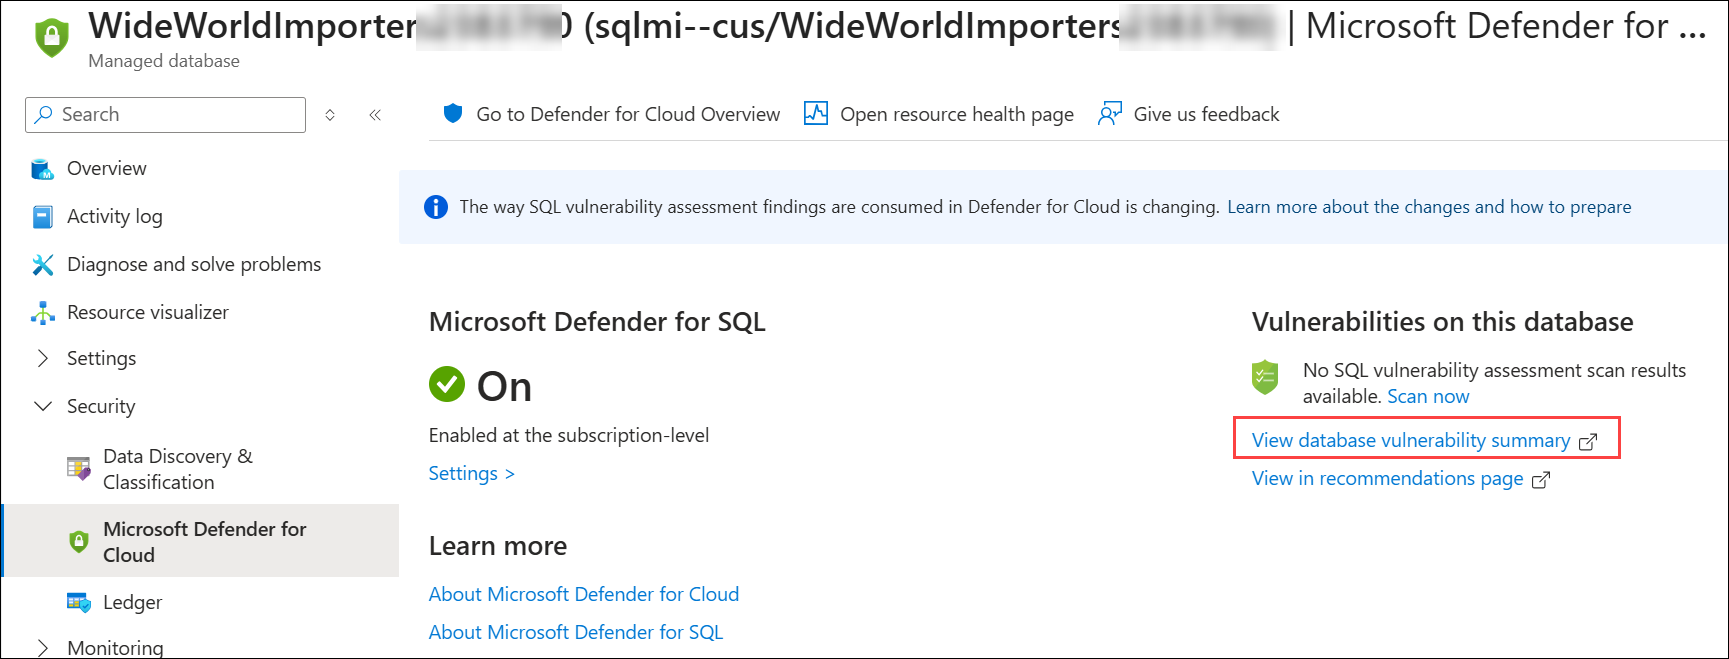 WideWorldImporters 0 (sqlmi--cus/WideWorldImporters | Microsoft Defender for ...
Managed database
Search
Go to Defender for Cloud Overview
Open resource health page
Give us feedback
Overview
Activity log
Diagnose and solve problems
Resource visualizer
Settings
Security
Data Discovery &
Classification
Microsoft Defender for
Cloud
Ledger
Monitoring
The way SQL vulnerability assessment findings are consumed in Defender for Cloud is changing. Learn more about the changes and how to prepare
Microsoft Defender for SQL
On
Enabled at the subscription-level
Settings >
Learn more
About Microsoft Defender for Cloud
About Microsoft Defender for SQL
Vulnerabilities on this database
No SQL vulnerability assessment scan results
available. Scan now
View database vulnerability summary
View in recommendations page